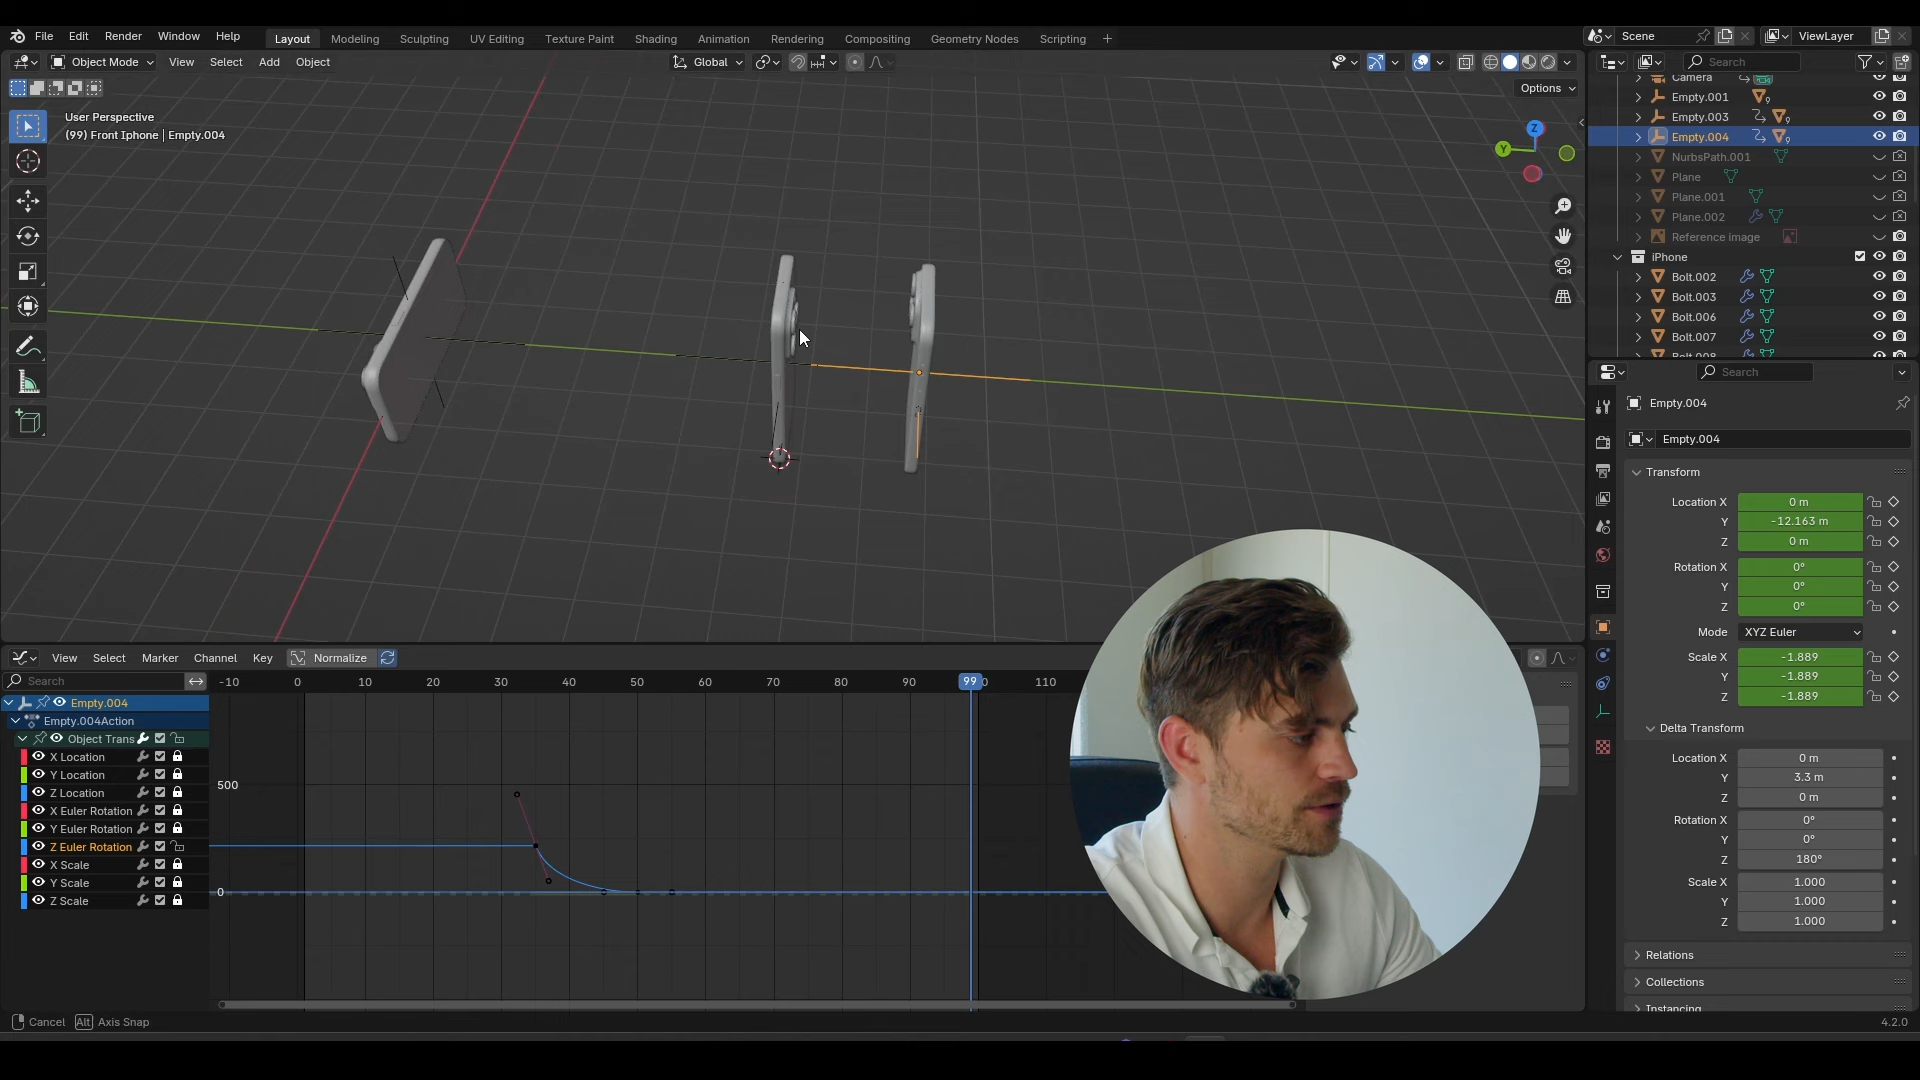 File Edit Render Window Help Layout Modeling Sculpting UV Editing Texture Paint Shading Animation Rendering Compositing Geometry Nodes Scripting + Scene ViewLayer
Object Mode View Select Add Object Global Search
Options
User Perspective
(99) Front Iphone | Empty.004
Z
Y
Camera
Empty.001
Empty.003
Empty.004
NurbsPath.001
Plane
Plane.001
Plane.002
Reference image
iPhone
Bolt.002
Bolt.003
Bolt.006
Bolt.007
Bolt.008
Search
Empty.004
Empty.004
Transform
Location X 0 m
Y -12.163 m
Z 0 m
Rotation X 0°
Y 0°
Z 0°
Mode XYZ Euler
Scale X -1.889
Y -1.889
Z -1.889
Delta Transform
Location X 0 m
Y 3.3 m
Z 0 m
Rotation X 0°
Y 0°
Z 180°
Scale X 1.000
Y 1.000
Z 1.000
Relations
Collections
Instancing
View Select Marker Channel Key Normalize
Search -10 0 10 20 30 40 50 60 70 80 90 99 0 110
Empty.004
Empty.004Action
Object Trans
X Location
Y Location
Z Location
X Euler Rotation
Y Euler Rotation
Z Euler Rotation
X Scale
Y Scale
Z Scale
500
0
Cancel Alt Axis Snap
4.2.0